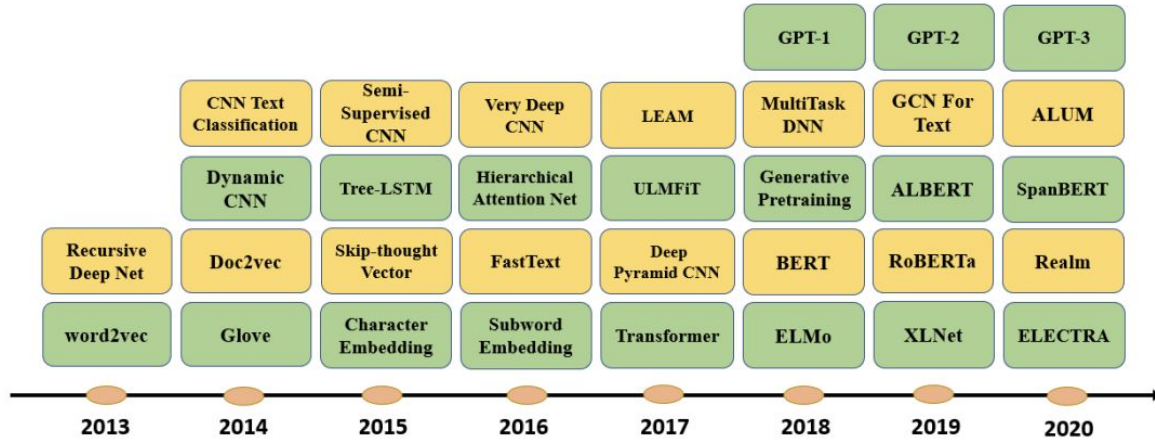 GPT-1
GPT-2
GPT-3
CNN Text
Classification
Semi-
Supervised
CNN
Very Deep
CNN
LEAM
MultiTask
DNN
GCN For
Text
ALUM
Dynamic
CNN
Tree-LSTM
Hierarchical
Attention Net
ULMFiT
Generative
Pretraining
ALBERT
SpanBERT
Recursive
Deep Net
Doc2vec
Skip-thought
Vector
FastText
Deep
Pyramid CNN
BERT
RoBERTa
Realm
word2vec
Glove
Character
Embedding
Subword
Embedding
Transformer
ELMo
XLNet
ELECTRA
2013
2014
2015
2016
2017
2018
2019
2020